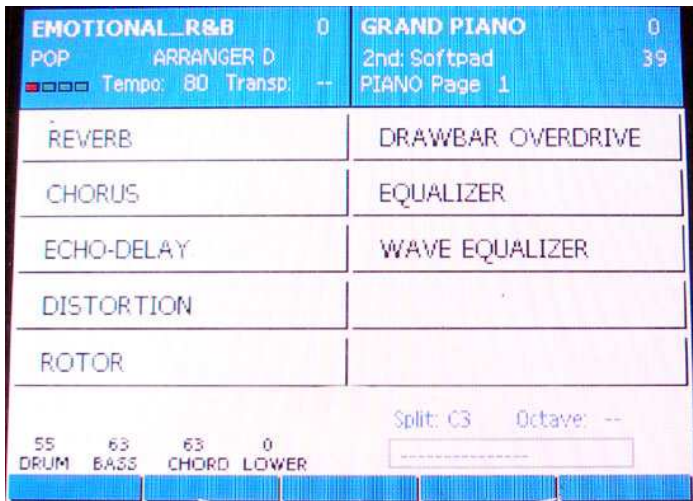 EMOTIONAL_R&B 0
POP ARRANGER D
Tempo: 80 Transp: --
GRAND PIANO 0
2nd: Softpad 39
PIANO Page 1
REVERB
DRAWBAR OVERDRIVE
CHORUS
EQUALIZER
ECHO-DELAY
WAVE EQUALIZER
DISTORTION
ROTOR
Split: C3 Octave: --
---------------
55 63 63 0
DRUM BASS CHORD LOWER